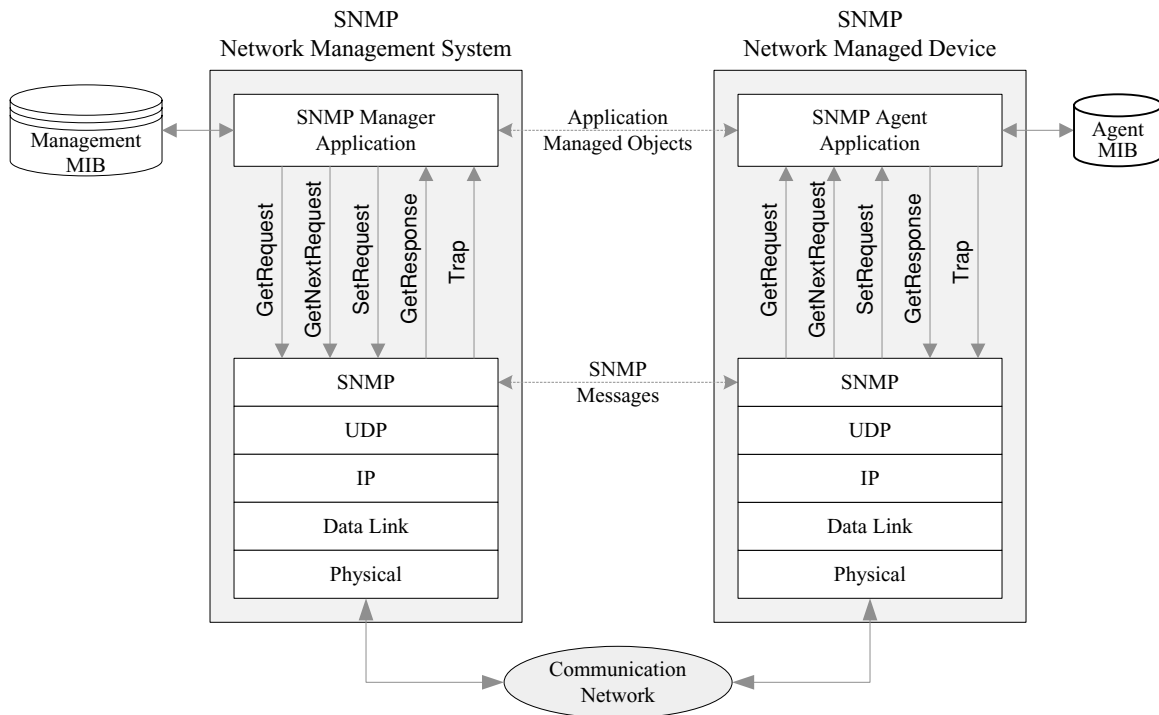 SNMP
Network Management System
SNMP
Network Managed Device
Management
MIB
SNMP Manager
Application
Application
Managed Objects
SNMP Agent
Application
Agent
MIB
GetRequest
GetNextRequest
SetRequest
GetResponse
Trap
GetRequest
GetNextRequest
SetRequest
GetResponse
Trap
SNMP
SNMP
Messages
SNMP
UDP
UDP
IP
IP
Data Link
Data Link
Physical
Physical
Communication
Network